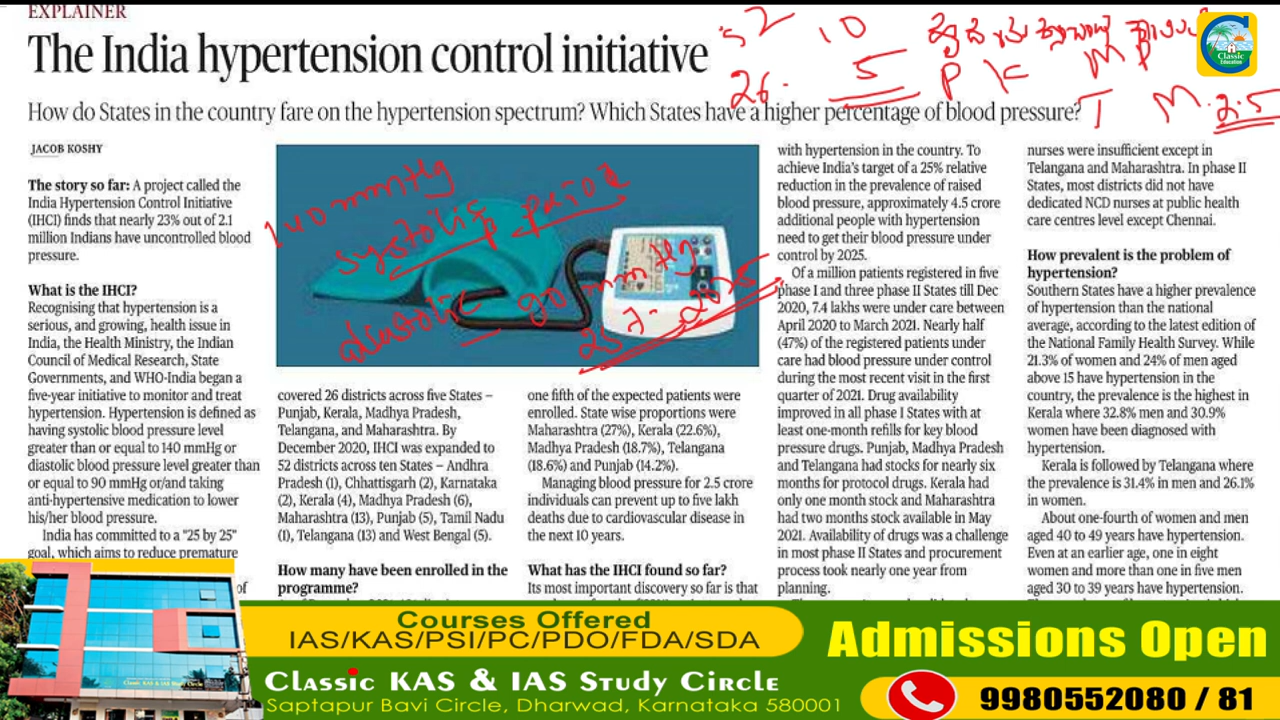 EXPLAINER
The India hypertension control initiative
How do States in the country fare on the hypertension spectrum? Which States have a higher percentage of blood pressure?
52 10
26. 5 P K M P
T M. 2.5
Classic
Education
JACOB KOSHY
The story so far: A project called the
India Hypertension Control Initiative
(IHCI) finds that nearly 23% out of 2.1
million Indians have uncontrolled blood
pressure.
What is the IHCI?
Recognising that hypertension is a
serious, and growing, health issue in
India, the Health Ministry, the Indian
Council of Medical Research, State
Governments, and WHO-India began a
five-year initiative to monitor and treat
hypertension. Hypertension is defined as
having systolic blood pressure level
greater than or equal to 140 mmHg or
diastolic blood pressure level greater than
or equal to 90 mmHg or/and taking
anti-hypertensive medication to lower
his/her blood pressure.
India has committed to a "25 by 25"
goal, which aims to reduce premature
of
140 mmHg
systolic
diastolic – 90 mmHg
25 %. 2025
covered 26 districts across five States –
Punjab, Kerala, Madhya Pradesh,
Telangana, and Maharashtra. By
December 2020, IHCI was expanded to
52 districts across ten States – Andhra
Pradesh (1), Chhattisgarh (2), Karnataka
(2), Kerala (4), Madhya Pradesh (6),
Maharashtra (13), Punjab (5), Tamil Nadu
(1), Telangana (13) and West Bengal (5).
How many have been enrolled in the
programme?
one fifth of the expected patients were
enrolled. State wise proportions were
Maharashtra (27%), Kerala (22.6%),
Madhya Pradesh (18.7%), Telangana
(18.6%) and Punjab (14.2%).
Managing blood pressure for 2.5 crore
individuals can prevent up to five lakh
deaths due to cardiovascular disease in
the next 10 years.
What has the IHCI found so far?
Its most important discovery so far is that
with hypertension in the country. To
achieve India's target of a 25% relative
reduction in the prevalence of raised
blood pressure, approximately 4.5 crore
additional people with hypertension
need to get their blood pressure under
control by 2025.
Of a million patients registered in five
phase I and three phase II States till Dec
2020, 7.4 lakhs were under care between
April 2020 to March 2021. Nearly half
(47%) of the registered patients under
care had blood pressure under control
during the most recent visit in the first
quarter of 2021. Drug availability
improved in all phase I States with at
least one-month refills for key blood
pressure drugs. Punjab, Madhya Pradesh
and Telangana had stocks for nearly six
months for protocol drugs. Kerala had
only one month stock and Maharashtra
had two months stock available in May
2021. Availability of drugs was a challenge
in most phase II States and procurement
process took nearly one year from
planning.
nurses were insufficient except in
Telangana and Maharashtra. In phase II
States, most districts did not have
dedicated NCD nurses at public health
care centres level except Chennai.
How prevalent is the problem of
hypertension?
Southern States have a higher prevalence
of hypertension than the national
average, according to the latest edition of
the National Family Health Survey. While
21.3% of women and 24% of men aged
above 15 have hypertension in the
country, the prevalence is the highest in
Kerala where 32.8% men and 30.9%
women have been diagnosed with
hypertension.
Kerala is followed by Telangana where
the prevalence is 31.4% in men and 26.1%
in women.
About one-fourth of women and men
aged 40 to 49 years have hypertension.
Even at an earlier age, one in eight
women and more than one in five men
aged 30 to 39 years have hypertension.
Courses Offered
IAS/KAS/PSI/PC/PDO/FDA/SDA
Classic KAS & IAS Study Circle
Saptapur Bavi Circle, Dharwad, Karnataka 580001
Admissions Open
9980552080 / 81